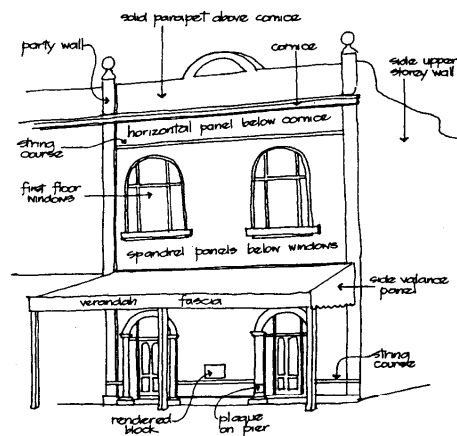 solid parapet above cornice
party wall
cornice
side upper
storey wall
horizontal panel below cornice
string
course
first floor
windows
spandrel panels below windows
side valance
panel
verandah fascia
string
course
rendered
block
plaque
on pier